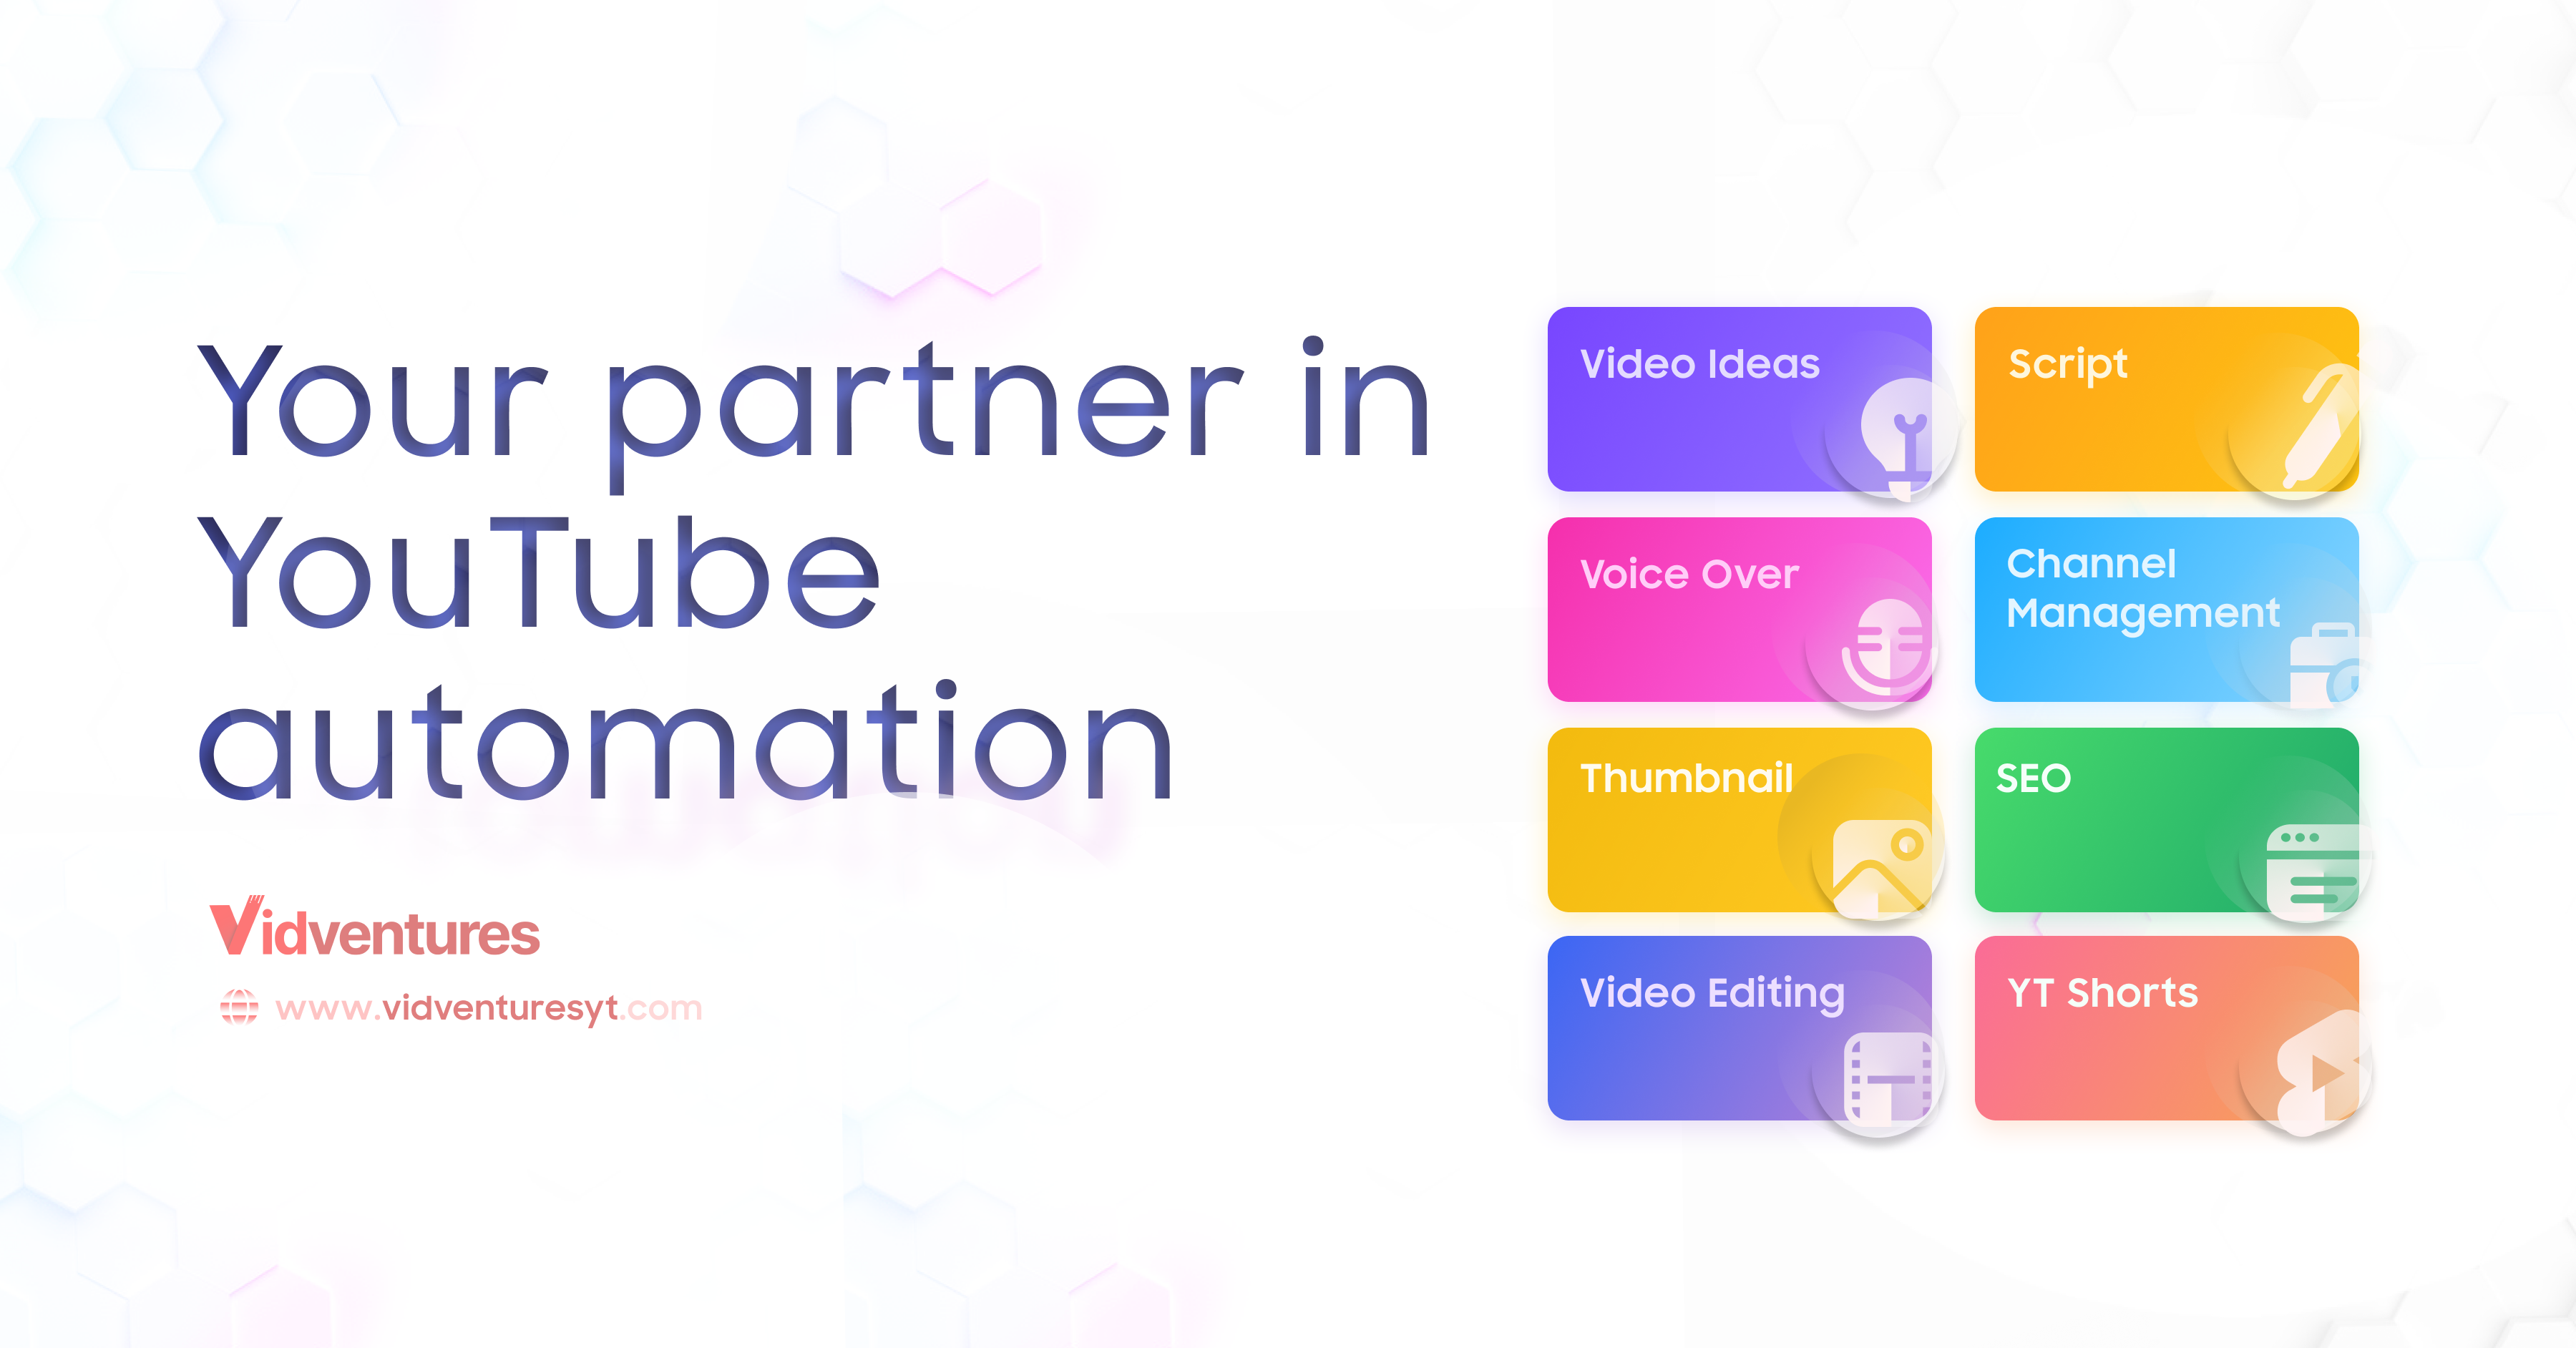 Your partner in
YouTube
automation
Vidventures
www.vidventuresyt.com
Video Ideas
Script
Voice Over
Channel
Management
Thumbnail
SEO
Video Editing
YT Shorts